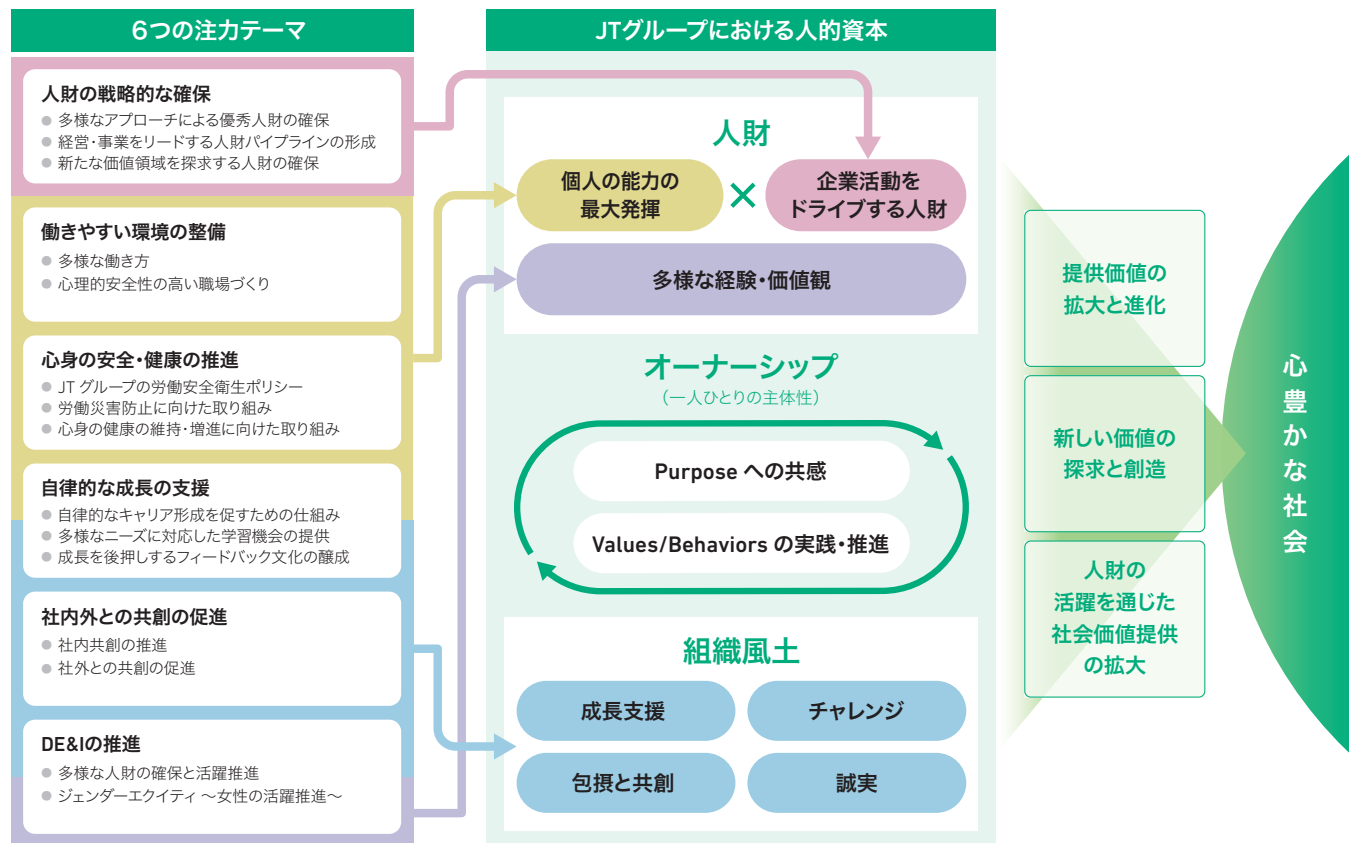 6つの注力テーマ
人財の戦略的な確保
● 多様なアプローチによる優秀人財の確保
● 経営・事業をリードする人財パイプラインの形成
● 新たな価値領域を探求する人財の確保
働きやすい環境の整備
● 多様な働き方
● 心理的安全性の高い職場づくり
心身の安全・健康の推進
● JT グループの労働安全衛生ポリシー
● 労働災害防止に向けた取り組み
● 心身の健康の維持・増進に向けた取り組み
自律的な成長の支援
● 自律的なキャリア形成を促すための仕組み
● 多様なニーズに対応した学習機会の提供
● 成長を後押しするフィードバック文化の醸成
社内外との共創の促進
● 社内共創の推進
● 社外との共創の促進
DE&Iの推進
● 多様な人財の確保と活躍推進
● ジェンダーエクイティ ～女性の活躍推進～
JTグループにおける人的資本
人財
個人の能力の
最大発揮
×
企業活動を
ドライブする人財
多様な経験・価値観
オーナーシップ
（一人ひとりの主体性）
Purpose への共感
Values/Behaviors の実践・推進
組織風土
成長支援
チャレンジ
包摂と共創
誠実
提供価値の
拡大と進化
新しい価値の
探求と創造
人財の
活躍を通じた
社会価値提供
の拡大
心豊かな社会